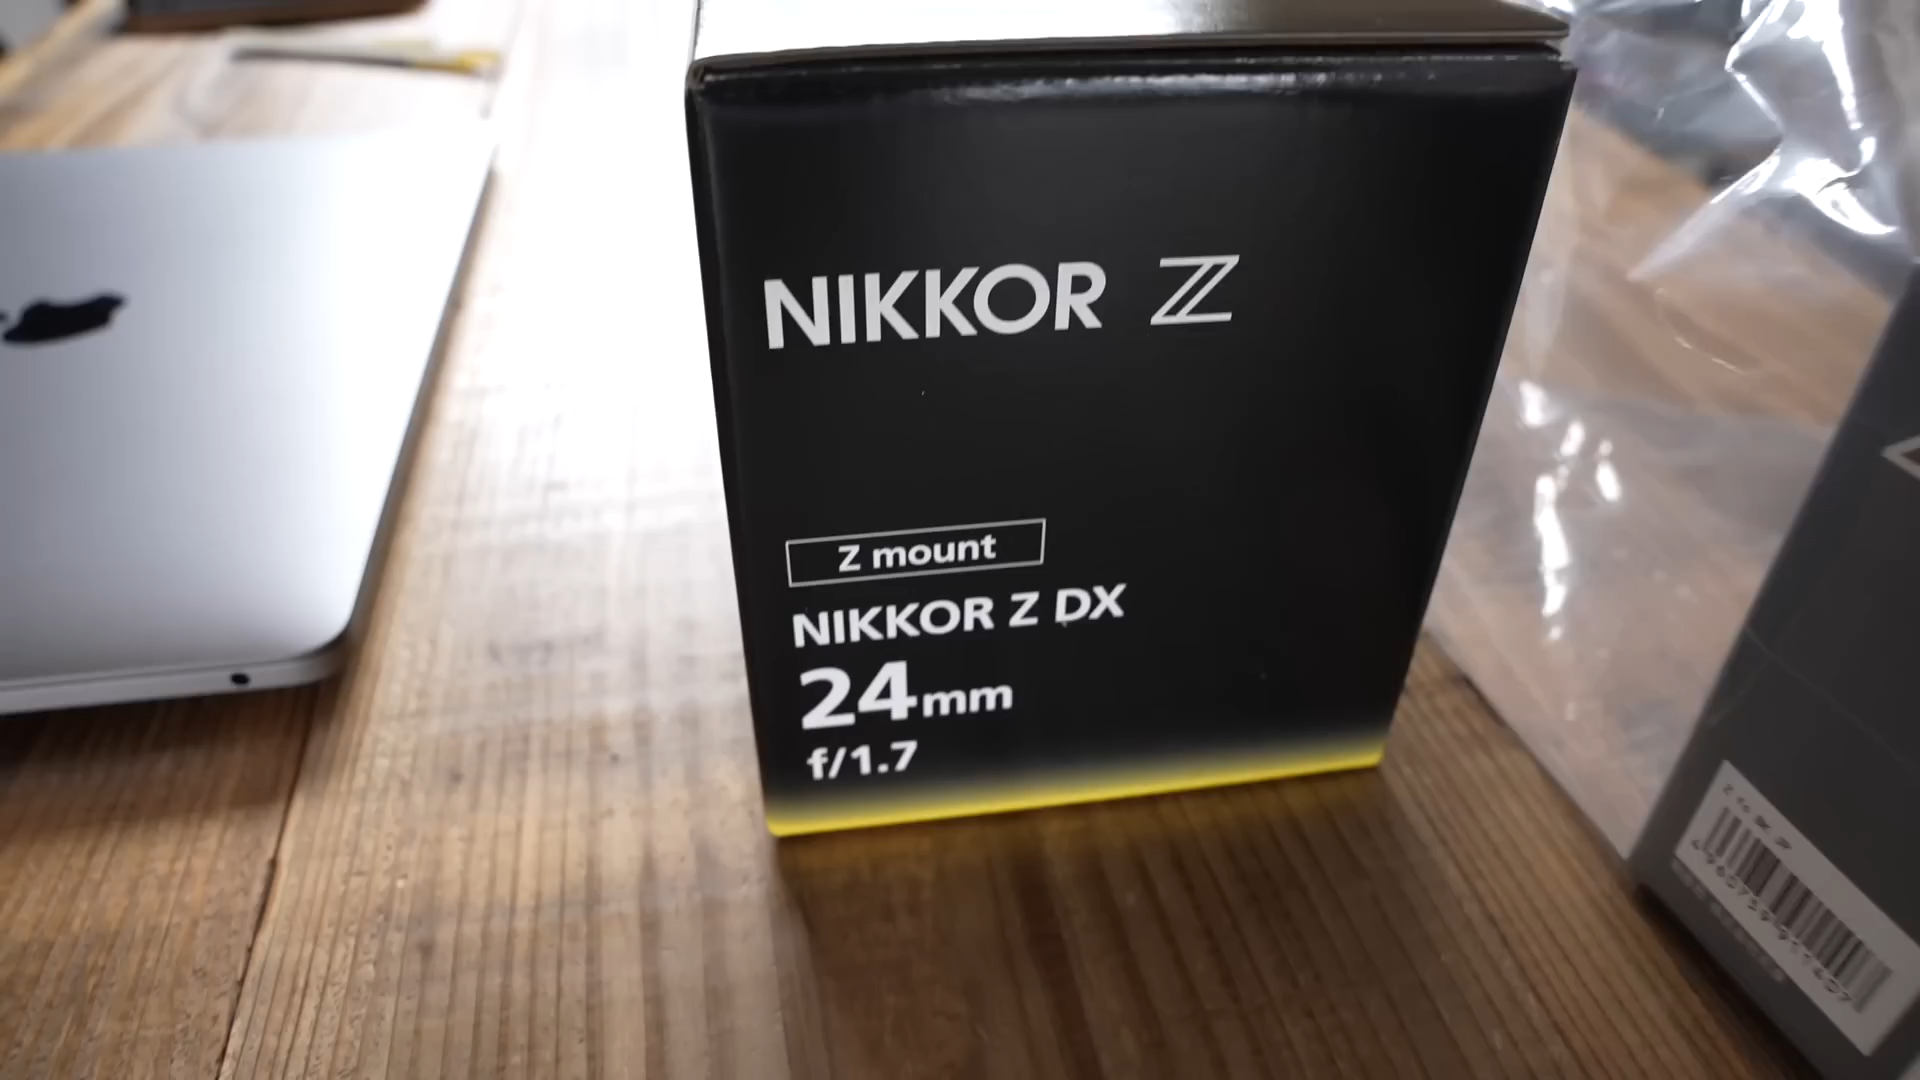 NIKKOR Z
Z mount
NIKKOR Z DX
24mm
f/1.7